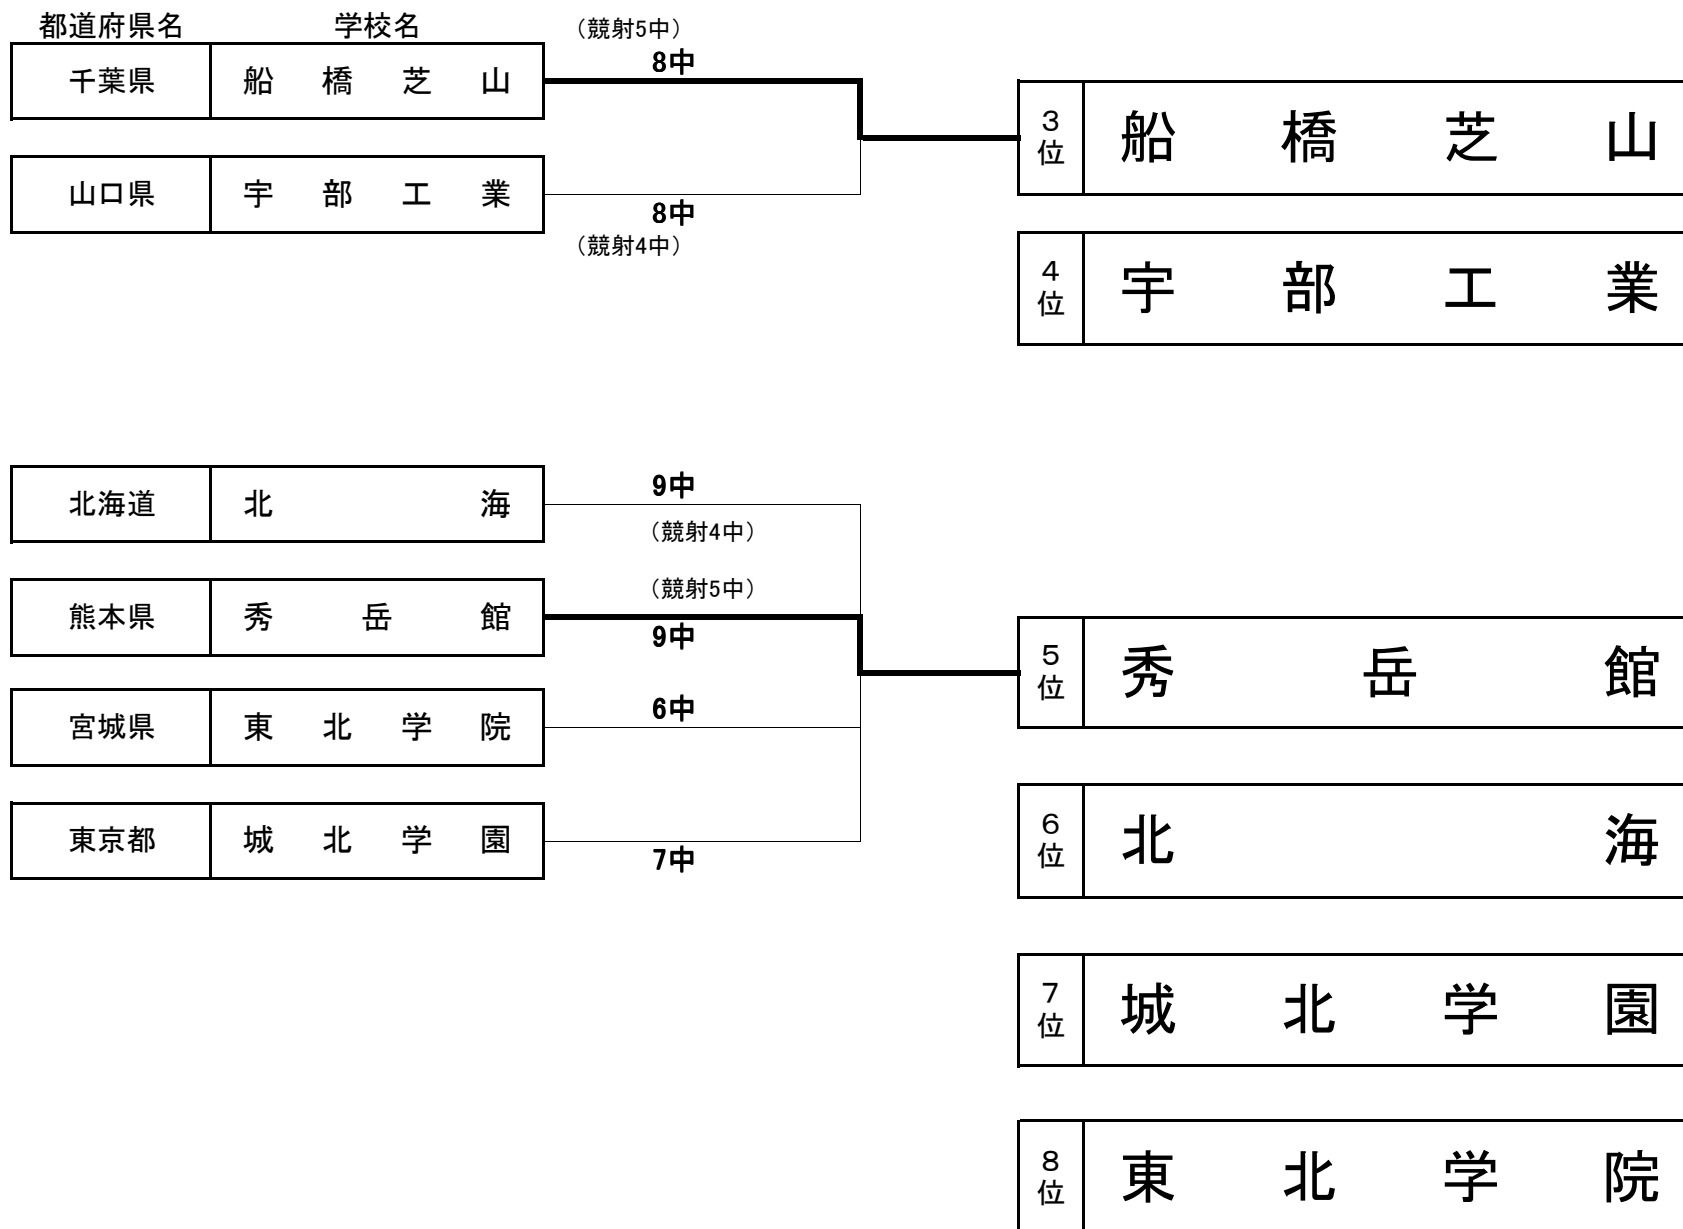 都道府県名 学校名 （競射5中）
8中
千葉県 船橋芝山
3位 船橋芝山
山口県 宇部工業
8中
（競射4中）
4位 宇部工業
9中
北海道 北海
（競射4中）
（競射5中）
熊本県 秀岳館
9中
5位 秀岳館
6中
宮城県 東北学院
東京都 城北学園
7中
6位 北海
7位 城北学園
8位 東北学院